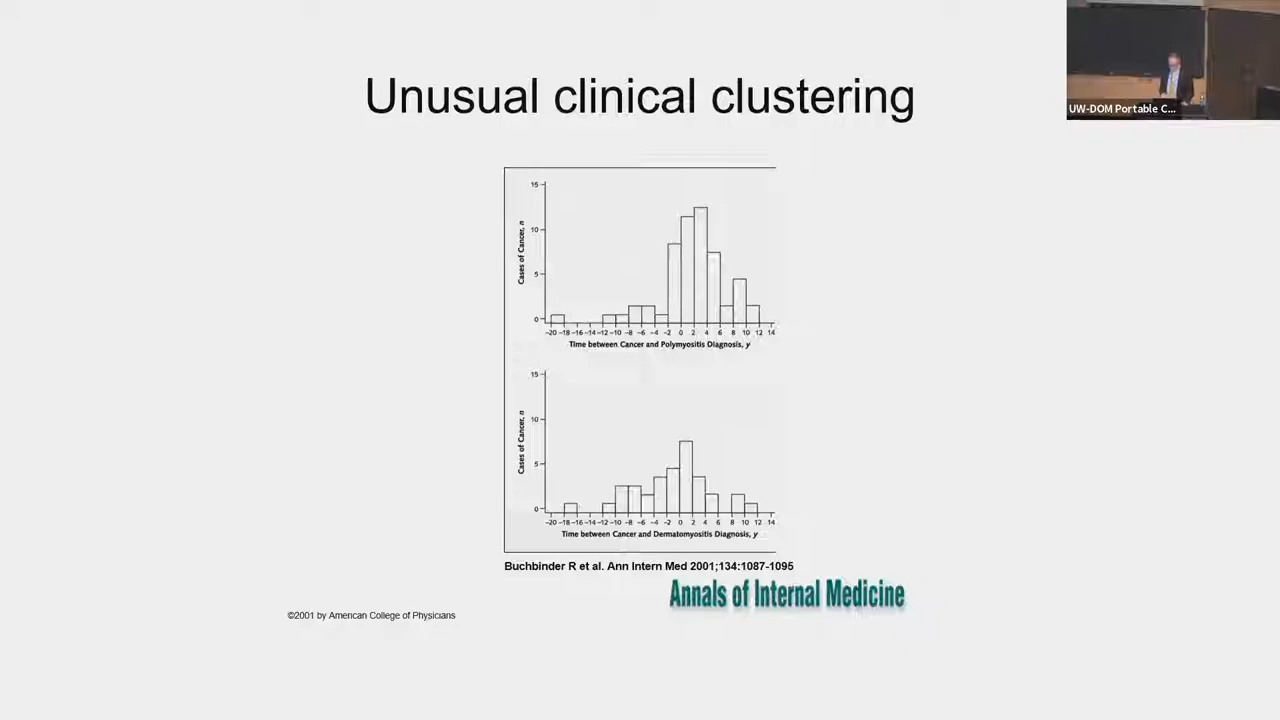 Unusual clinical clustering
UW-DOM Portable C...
15
10
5
0
Cases of Cancer, n
-20 -18 -16 -14 -12 -10 -8 -6 -4 -2 0 2 4 6 8 10 12 14
Time between Cancer and Polymyositis Diagnosis, y
15
10
5
0
Cases of Cancer, n
-20 -18 -16 -14 -12 -10 -8 -6 -4 -2 0 2 4 6 8 10 12 14
Time between Cancer and Dermatomyositis Diagnosis, y
Buchbinder R et al. Ann Intern Med 2001;134:1087-1095
Annals of Internal Medicine
©2001 by American College of Physicians